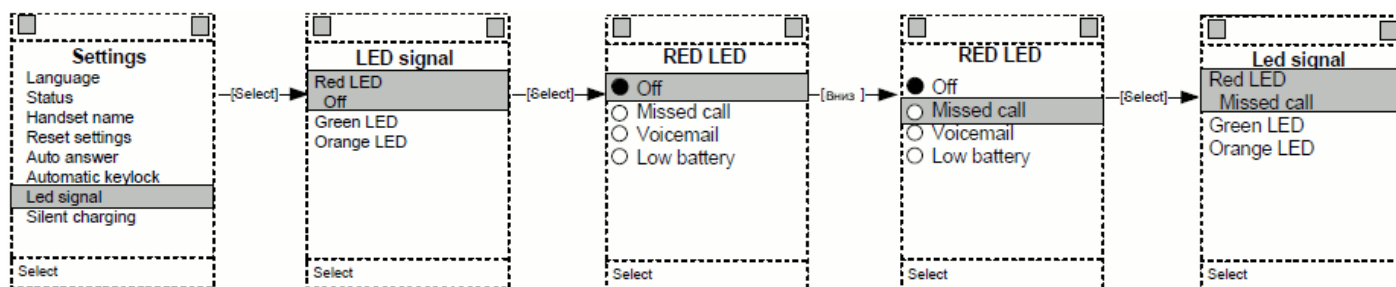 Settings
Language
Status
Handset name
Reset settings
Auto answer
Automatic keylock
Led signal
Silent charging
Select
[Select]
LED signal
Red LED
Off
Green LED
Orange LED
Select
[Select]
RED LED
Off
Missed call
Voicemail
Low battery
Select
[Вниз ]
RED LED
Off
Missed call
Voicemail
Low battery
Select
[Select]
Led signal
Red LED
Missed call
Green LED
Orange LED
Select